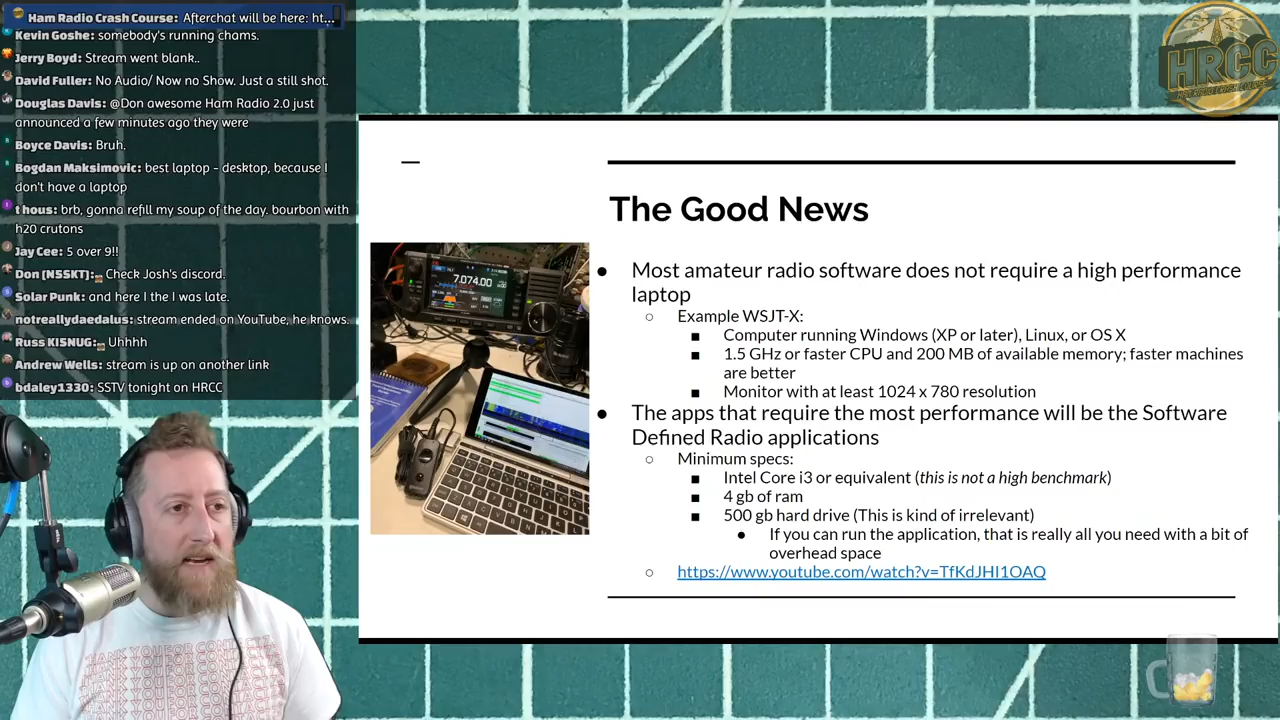 Ham Radio Crash Course: Afterchat will be here: ht...
Kevin Goshe: somebody's running chams.
Jerry Boyd: Stream went blank..
David Fuller: No Audio/ Now no Show. Just a still shot.
Douglas Davis: @Don awesome Ham Radio 2.0 just
announced a few minutes ago they were
Boyce Davis: Bruh.
Bogdan Maksimovic: best laptop - desktop, because I
don't have a laptop
t hous: brb, gonna refill my soup of the day. bourbon with
h20 crutons
Jay Cee: 5 over 9!!
Don (N5SKT): Check Josh's discord.
Solar Punk: and here I the I was late.
notreallydaedalus: stream ended on YouTube, he knows.
Russ K1SNUG: Uhhhh
Andrew Wells: stream is up on another link
bdaley1330: SSTV tonight on HRCC
HRCC
HAM RADIO CRASH COURSE
The Good News
● Most amateur radio software does not require a high performance
laptop
○ Example WSJT-X:
■ Computer running Windows (XP or later), Linux, or OS X
■ 1.5 GHz or faster CPU and 200 MB of available memory; faster machines
are better
■ Monitor with at least 1024 x 780 resolution
● The apps that require the most performance will be the Software
Defined Radio applications
○ Minimum specs:
■ Intel Core i3 or equivalent (this is not a high benchmark)
■ 4 gb of ram
■ 500 gb hard drive (This is kind of irrelevant)
● If you can run the application, that is really all you need with a bit of
overhead space
○ https://www.youtube.com/watch?v=TfKdJHI1OAQ
7.074.00
THANK YOU FOR CONTACT